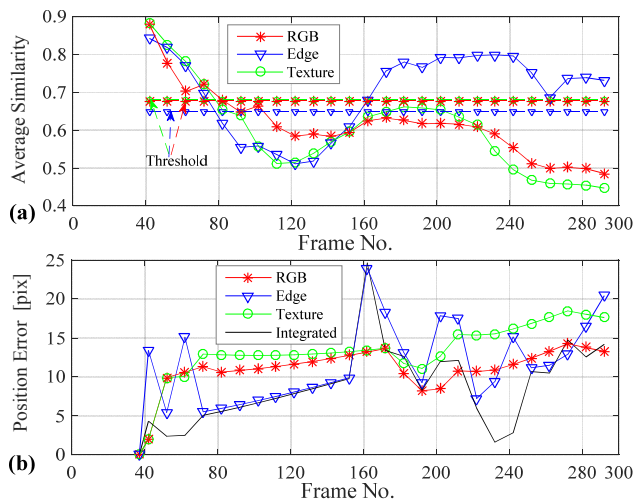 0.9
0.8
0.7
0.6
0.5
0.4
Average Similarity
RGB
Edge
Texture
Threshold
0 40 80 120 160 200 240 280 300
Frame No.
(a)
25
20
15
10
5
0
Position Error [pix]
RGB
Edge
Texture
Integrated
0 40 80 120 160 200 240 280 300
Frame No.
(b)